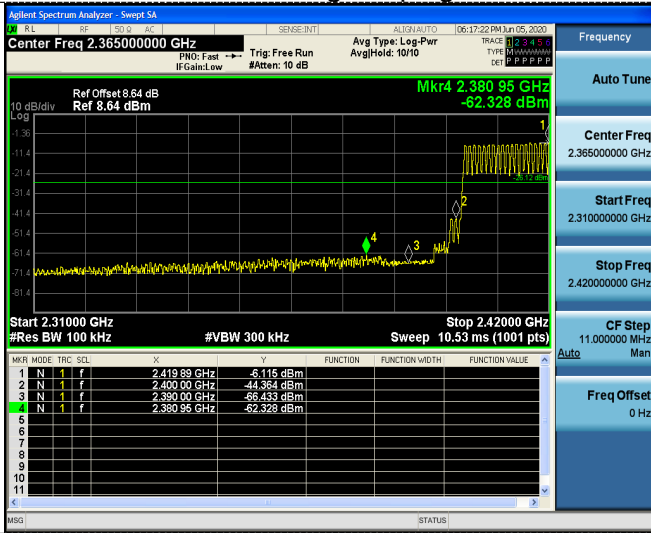 Agilent Spectrum Analyzer - Swept SA
RL RF 50 Ω AC SENSE:INT ALIGN AUTO 06:17:22 PM Jun 05, 2020
Center Freq 2.365000000 GHz
PNO: Fast
IFGain:Low
Trig: Free Run
#Atten: 10 dB
Avg Type: Log-Pwr
Avg|Hold: 10/10
TRACE 1 2 3 4 5 6
TYPE M
DET P P P P P P
Mkr4 2.380 95 GHz
-62.328 dBm
Ref Offset 8.64 dB
10 dB/div Ref 8.64 dBm
Log
-1.36
-11.4
-21.4
-31.4
-41.4
-51.4
-61.4
-71.4
-81.4
1
-26.12 dBm
2
3
4
Start 2.31000 GHz Stop 2.42000 GHz
#Res BW 100 kHz #VBW 300 kHz Sweep 10.53 ms (1001 pts)
MKR MODE TRC SCL X Y FUNCTION FUNCTION WIDTH FUNCTION VALUE
1 N 1 f 2.419 89 GHz -6.115 dBm
2 N 1 f 2.400 00 GHz -44.364 dBm
3 N 1 f 2.390 00 GHz -66.433 dBm
4 N 1 f 2.380 95 GHz -62.328 dBm
5
6
7
8
9
10
11
MSG STATUS
Frequency
Auto Tune
Center Freq
2.365000000 GHz
Start Freq
2.310000000 GHz
Stop Freq
2.420000000 GHz
CF Step
11.000000 MHz
Auto Man
Freq Offset
0 Hz